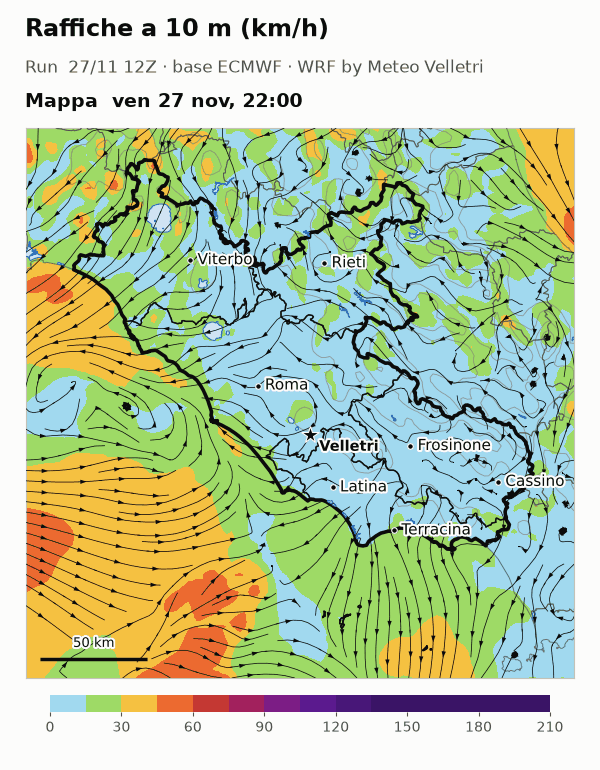 Raffiche a 10 m (km/h)
Run  27/11 12Z · base ECMWF · WRF by Meteo Velletri
Mappa  ven 27 nov, 22:00
Viterbo
Rieti
Roma
Velletri
Frosinone
Cassino
Latina
Terracina
50 km
0 30 60 90 120 150 180 210